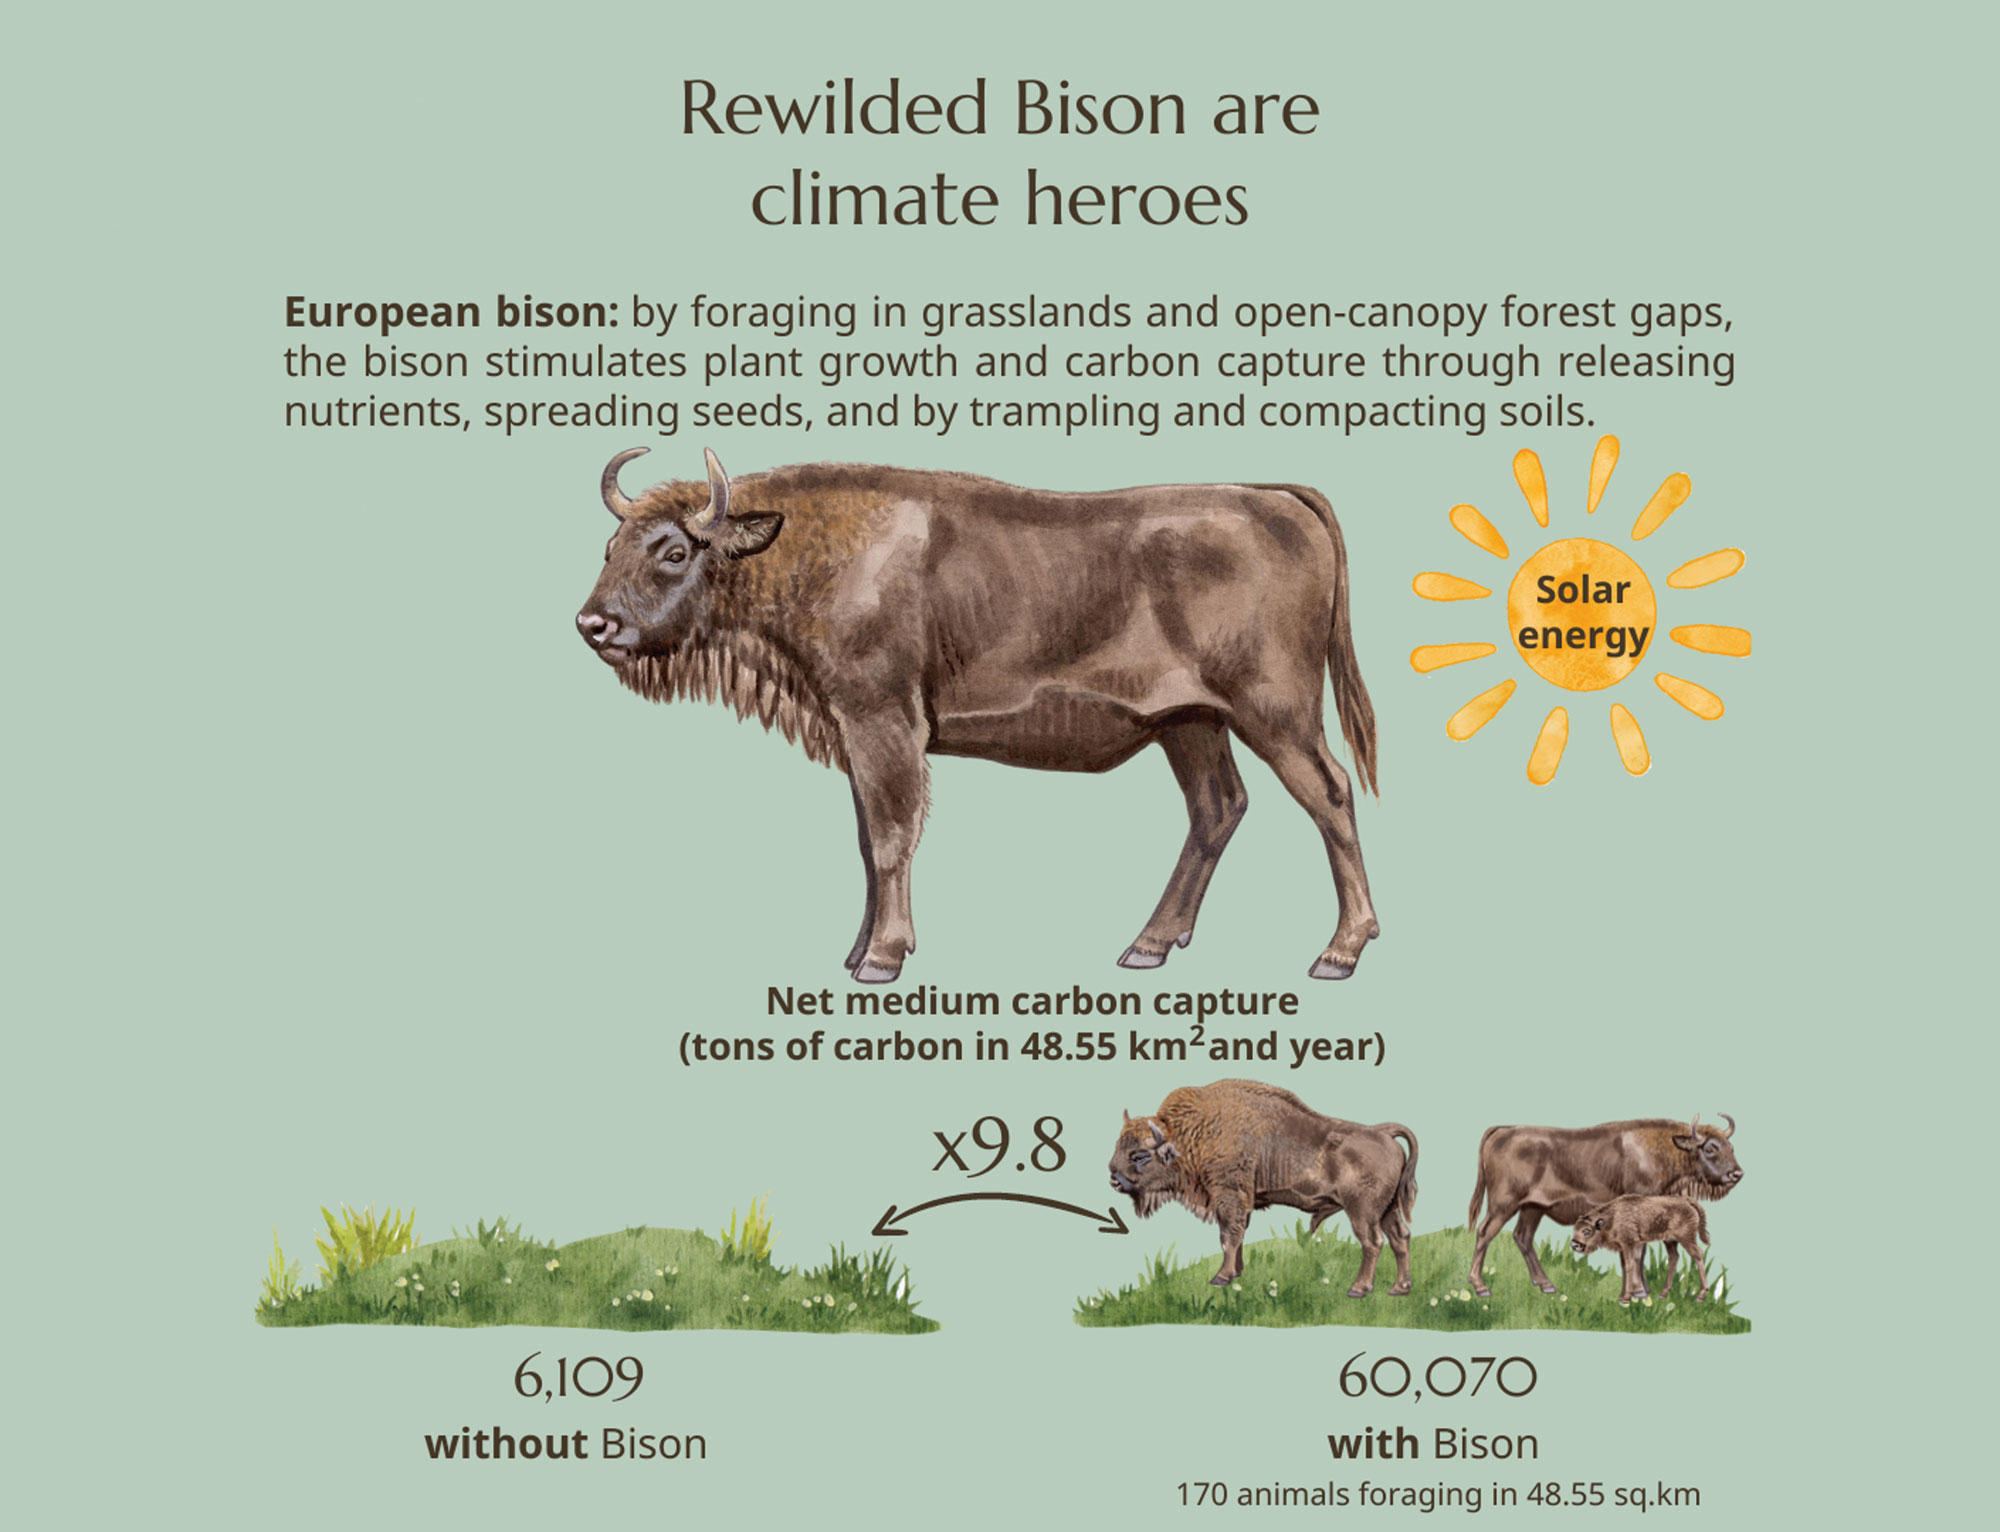 Rewilded Bison are
climate heroes
European bison: by foraging in grasslands and open-canopy forest gaps,
the bison stimulates plant growth and carbon capture through releasing
nutrients, spreading seeds, and by trampling and compacting soils.
Solar
energy
Net medium carbon capture
(tons of carbon in 48.55 km² and year)
x9.8
6,109
without Bison
60,070
with Bison
170 animals foraging in 48.55 sq.km